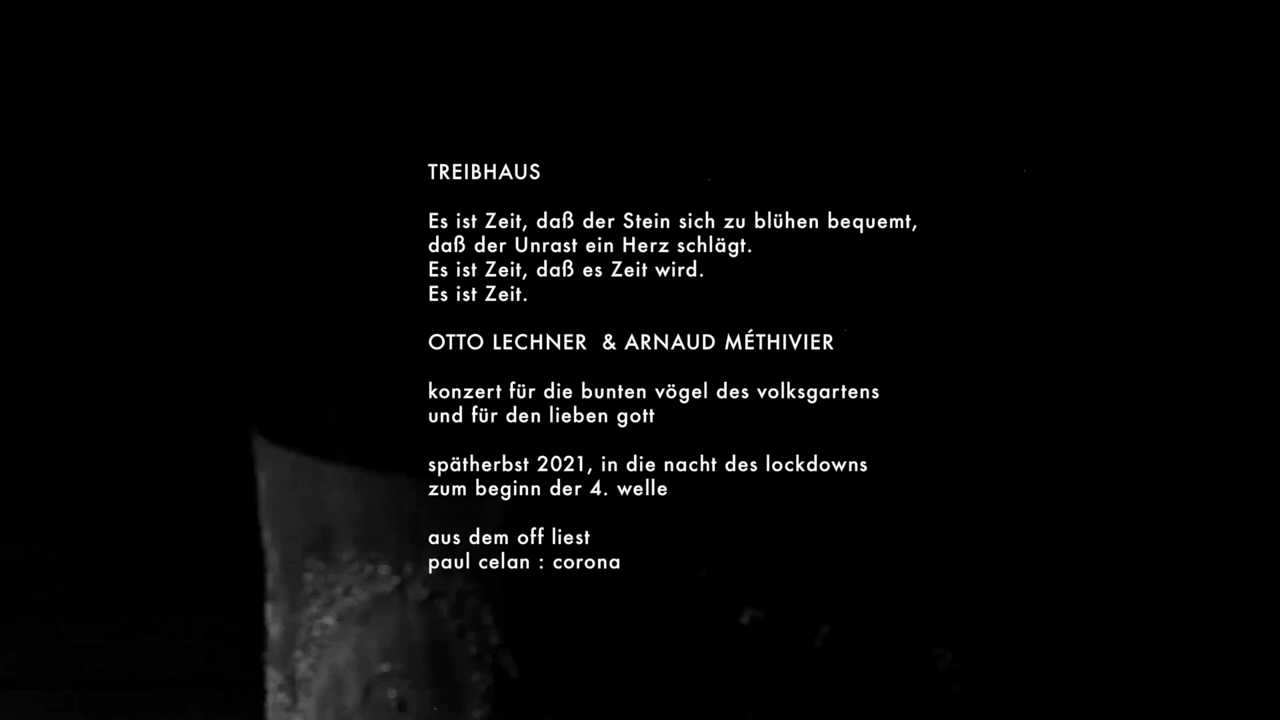 TREIBHAUS
Es ist Zeit, daß der Stein sich zu blühen bequemt,
daß der Unrast ein Herz schlägt.
Es ist Zeit, daß es Zeit wird.
Es ist Zeit.
OTTO LECHNER & ARNAUD MÉTHIVIER
konzert für die bunten vögel des volksgartens
und für den lieben gott
spätherbst 2021, in die nacht des lockdowns
zum beginn der 4. welle
aus dem off liest
paul celan : corona